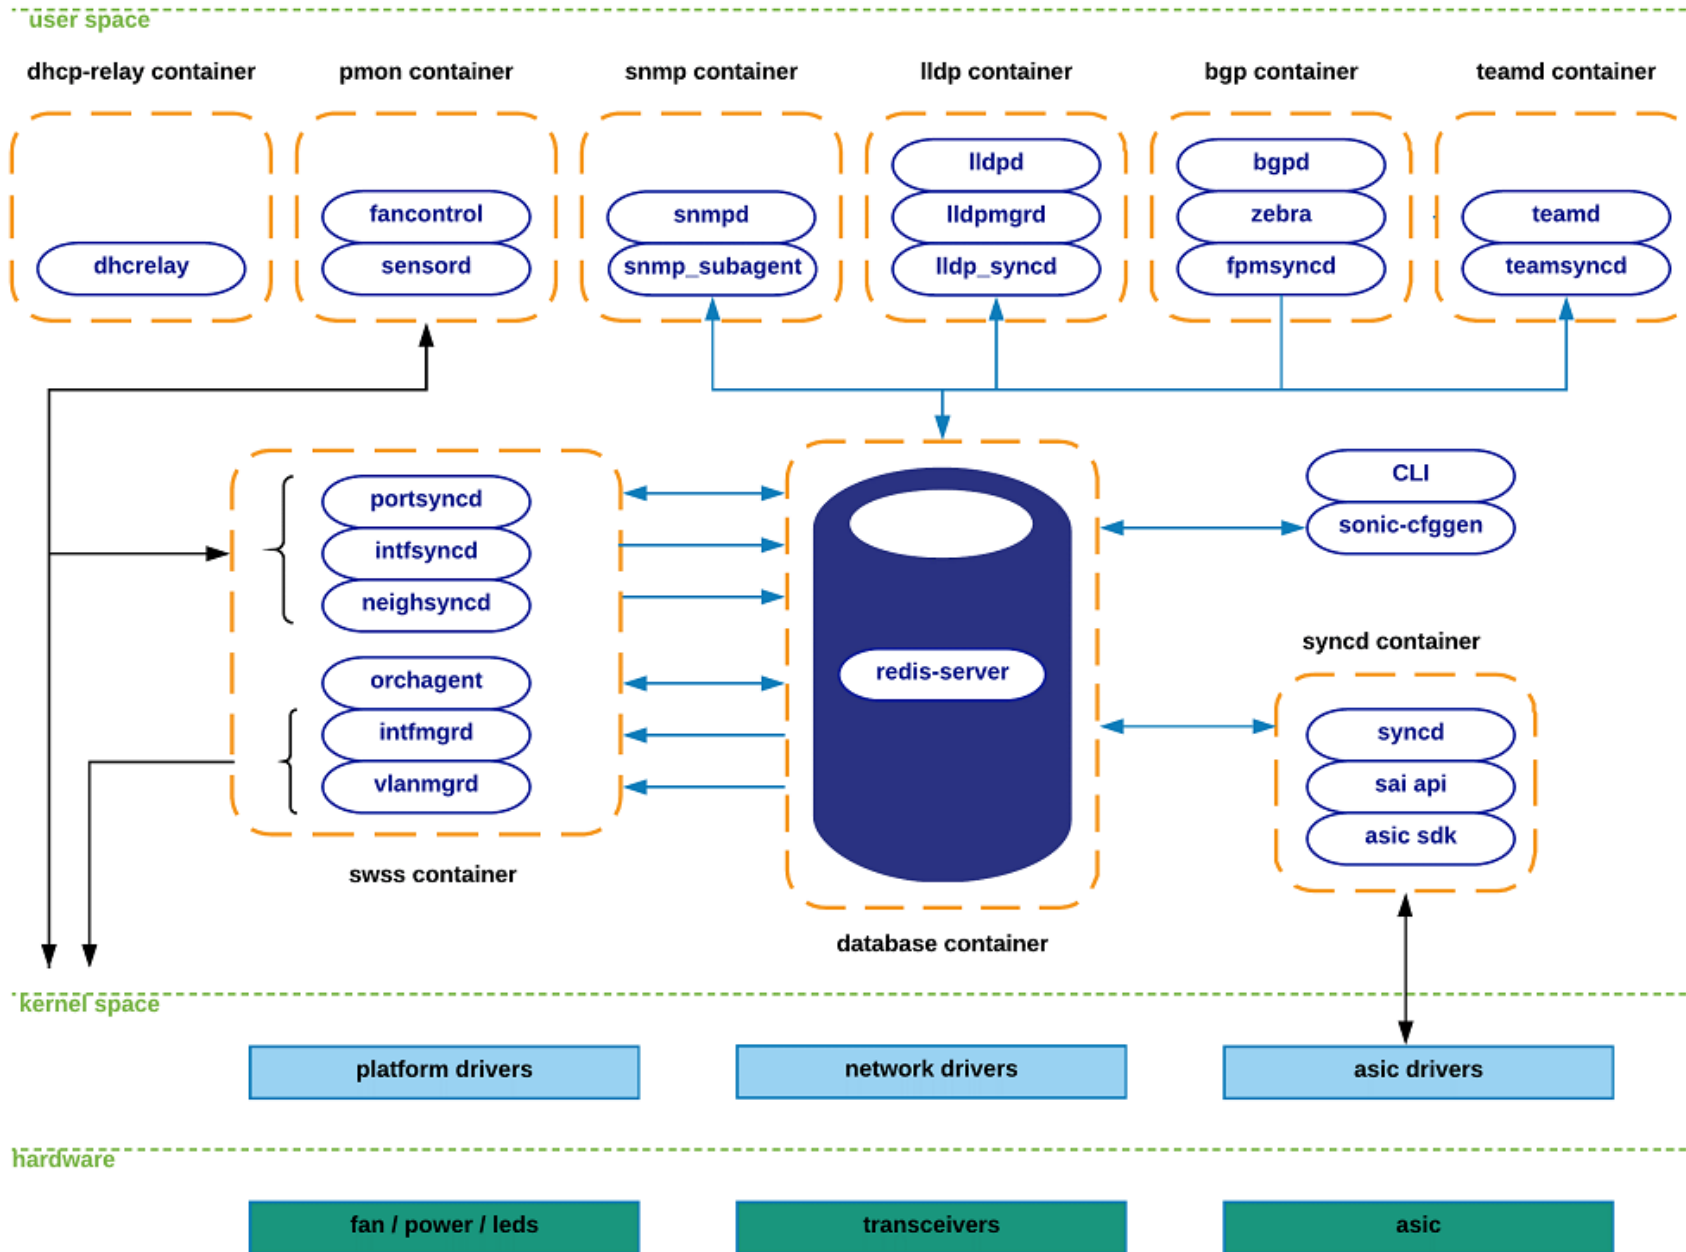 user space
dhcp-relay container
pmon container
snmp container
lldp container
bgp container
teamd container
dhcrelay
fancontrol
sensord
snmpd
snmp_subagent
lldpd
lldpmgrd
lldp_syncd
bgpd
zebra
fpmsyncd
teamd
teamsyncd
portsyncd
intfsyncd
neighsyncd
orchagent
intfmgrd
vlanmgrd
swss container
redis-server
database container
CLI
sonic-cfggen
syncd container
syncd
sai api
asic sdk
kernel space
platform drivers
network drivers
asic drivers
hardware
fan / power / leds
transceivers
asic